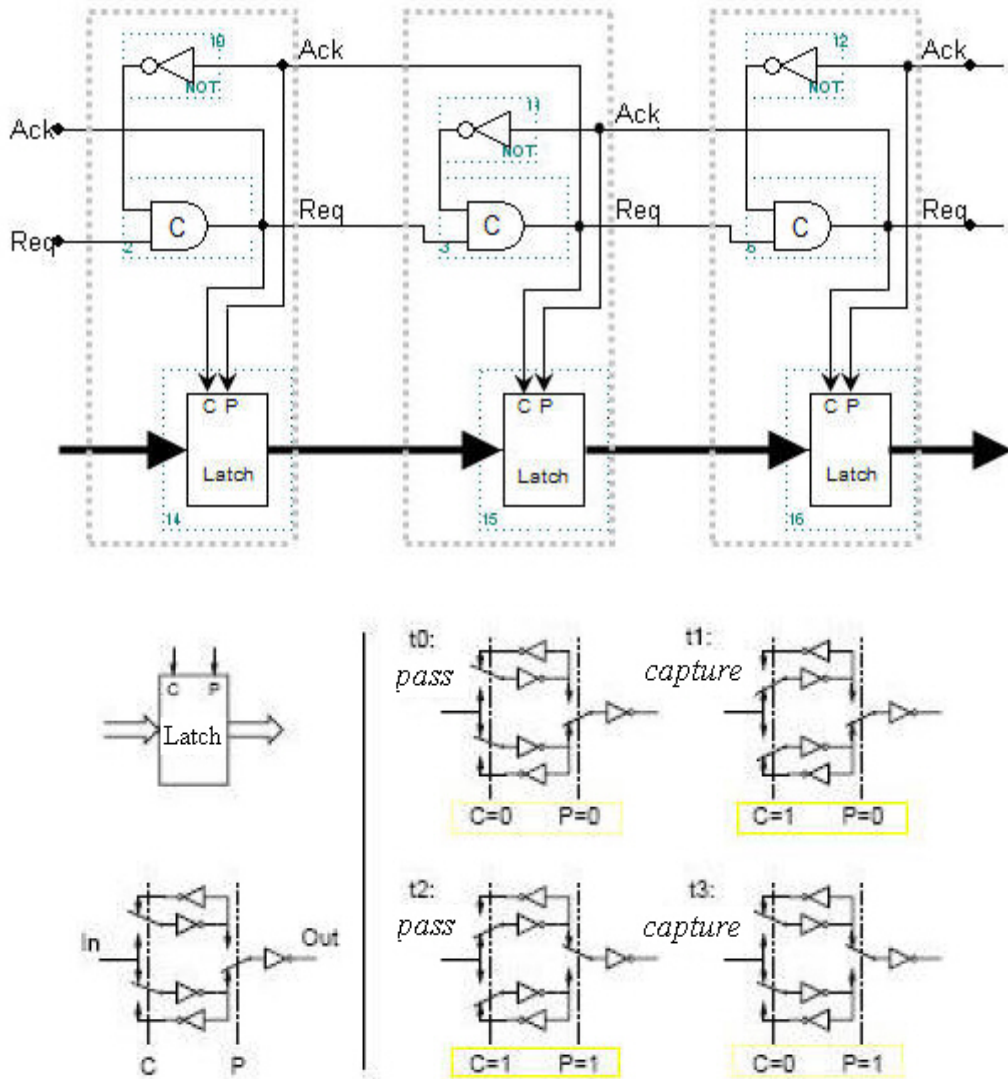 10
12
Ack
Ack
NOT
NOT
11
Ack
Ack
NOT
C
Req
C
Req
C
Req
Req
2
3
6
C P
C P
C P
Latch
Latch
Latch
14
15
16
t0:
t1:
pass
capture
C P
Latch
C=0 P=0
C=1 P=0
t2:
t3:
pass
capture
In
Out
C P
C=1 P=1
C=0 P=1